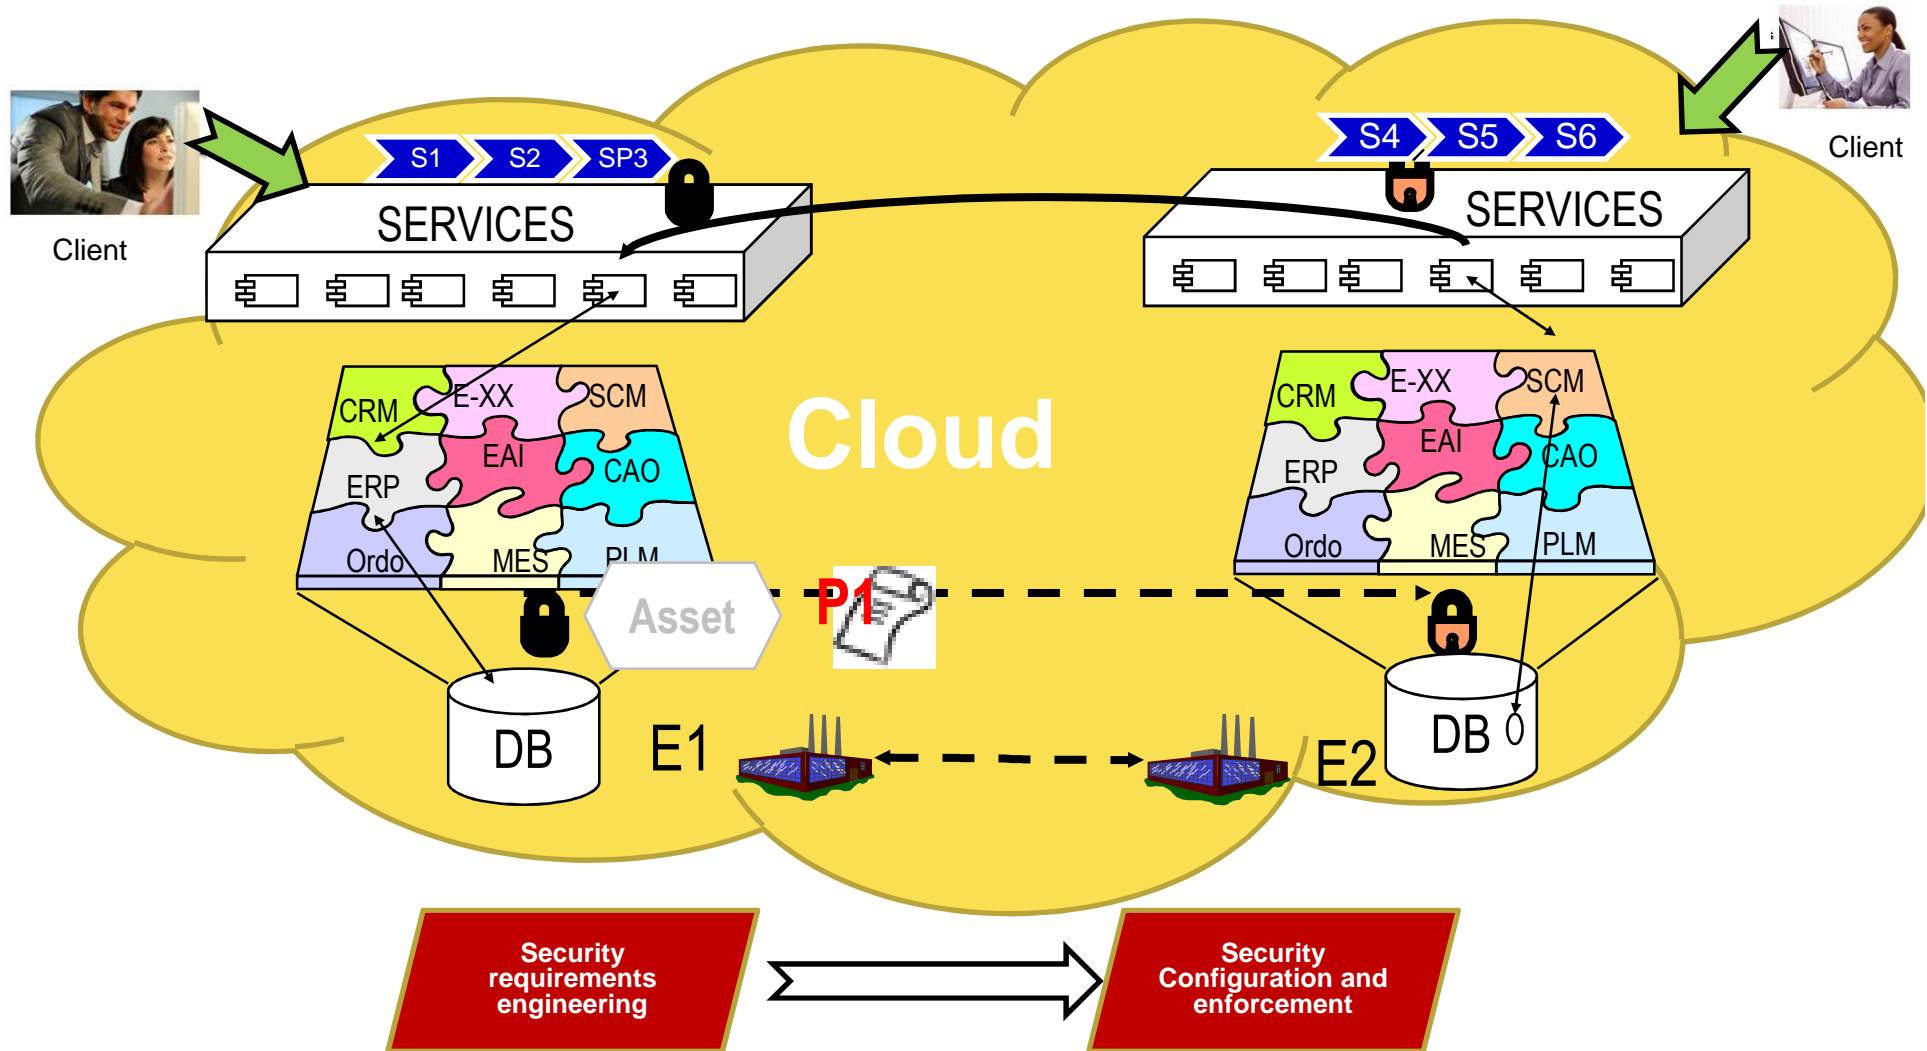 Client
S1
S2
SP3
SERVICES
S4
S5
S6
SERVICES
Client
Cloud
CRM
E-XX
SCM
ERP
EAI
CAO
Ordo
MES
PLM
CRM
E-XX
SCM
ERP
EAI
CAO
Ordo
MES
PLM
Asset
P1
DB
E1
E2
DB
Security
requirements
engineering
Security
Configuration and
enforcement